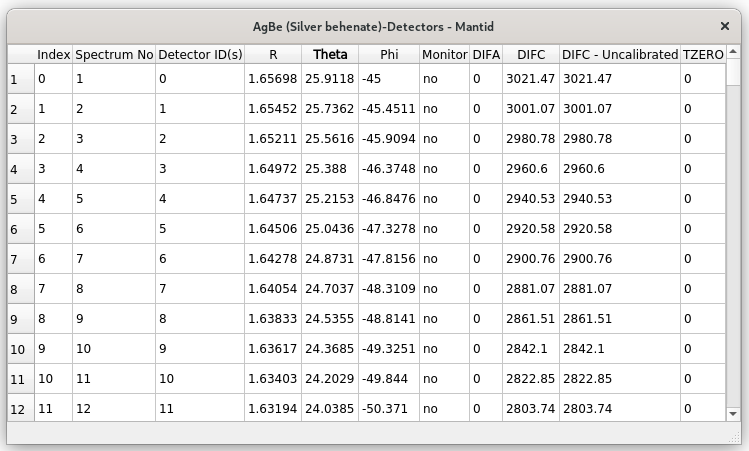 AgBe (Silver behenate)-Detectors - Mantid
Index Spectrum No Detector ID(s) R Theta Phi Monitor DIFA DIFC DIFC - Uncalibrated TZERO
1 0 1 0 1.65698 25.9118 -45 no 0 3021.47 3021.47 0
2 1 2 1 1.65452 25.7362 -45.4511 no 0 3001.07 3001.07 0
3 2 3 2 1.65211 25.5616 -45.9094 no 0 2980.78 2980.78 0
4 3 4 3 1.64972 25.388 -46.3748 no 0 2960.6 2960.6 0
5 4 5 4 1.64737 25.2153 -46.8476 no 0 2940.53 2940.53 0
6 5 6 5 1.64506 25.0436 -47.3278 no 0 2920.58 2920.58 0
7 6 7 6 1.64278 24.8731 -47.8156 no 0 2900.76 2900.76 0
8 7 8 7 1.64054 24.7037 -48.3109 no 0 2881.07 2881.07 0
9 8 9 8 1.63833 24.5355 -48.8141 no 0 2861.51 2861.51 0
10 9 10 9 1.63617 24.3685 -49.3251 no 0 2842.1 2842.1 0
11 10 11 10 1.63403 24.2029 -49.844 no 0 2822.85 2822.85 0
12 11 12 11 1.63194 24.0385 -50.371 no 0 2803.74 2803.74 0